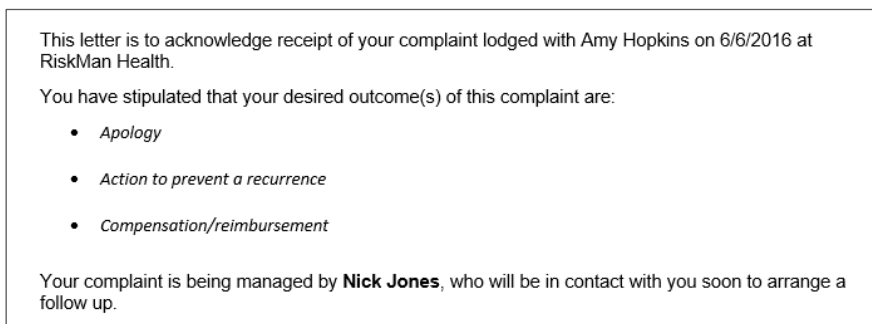 This letter is to acknowledge receipt of your complaint lodged with Amy Hopkins on 6/6/2016 at
RiskMan Health.
You have stipulated that your desired outcome(s) of this complaint are:
• Apology
• Action to prevent a recurrence
• Compensation/reimbursement
Your complaint is being managed by Nick Jones, who will be in contact with you soon to arrange a
follow up.